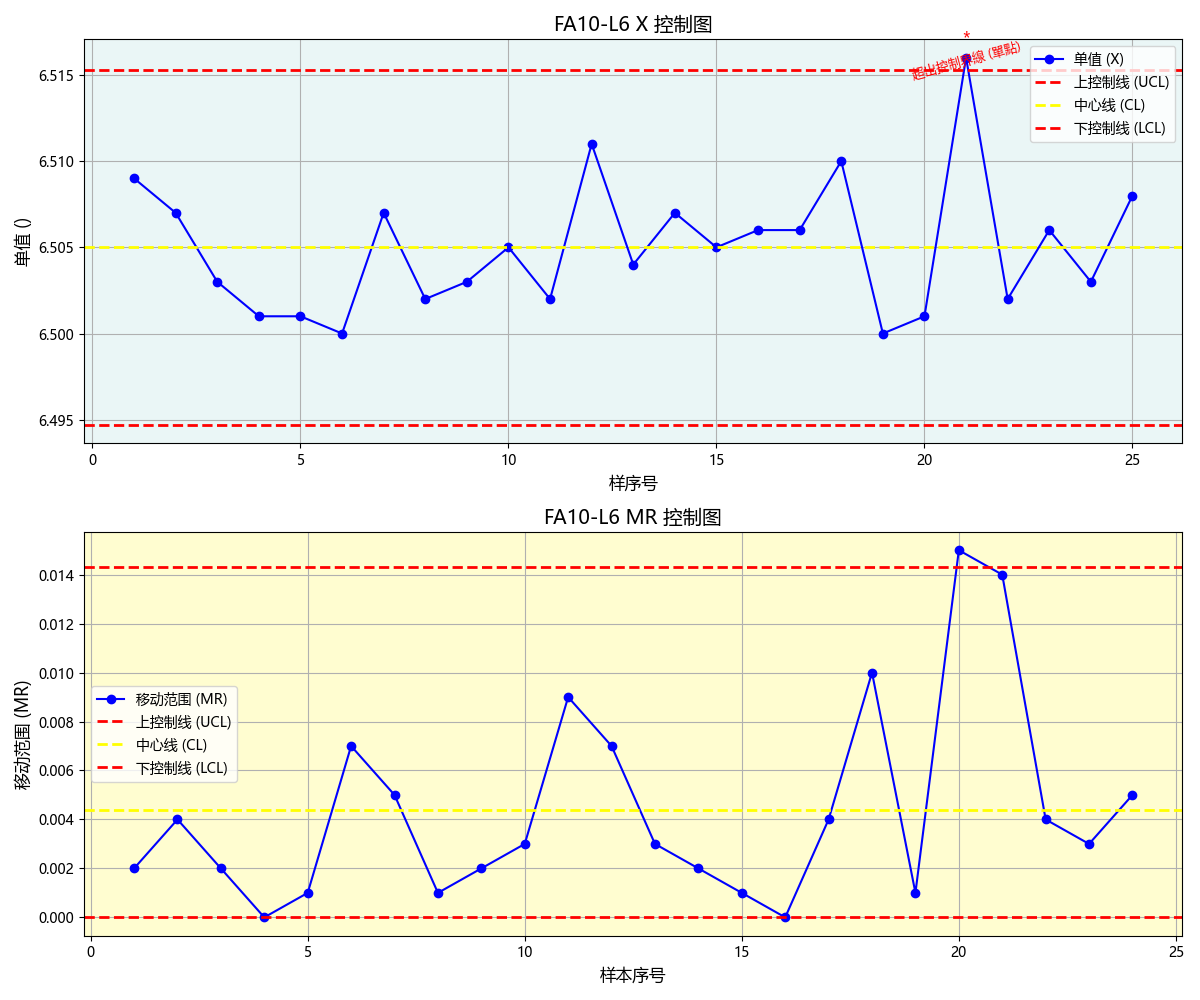 FA10-L6 X 控制图
*
超出控制界線 (單點)
单值 (X)
上控制线 (UCL)
中心线 (CL)
下控制线 (LCL)
单值 ()
6.515
6.510
6.505
6.500
6.495
0 5 10 15 20 25
样序号
FA10-L6 MR 控制图
移动范围 (MR)
0.014
0.012
0.010
0.008
0.006
0.004
0.002
0.000
移动范围 (MR)
上控制线 (UCL)
中心线 (CL)
下控制线 (LCL)
0 5 10 15 20 25
样本序号